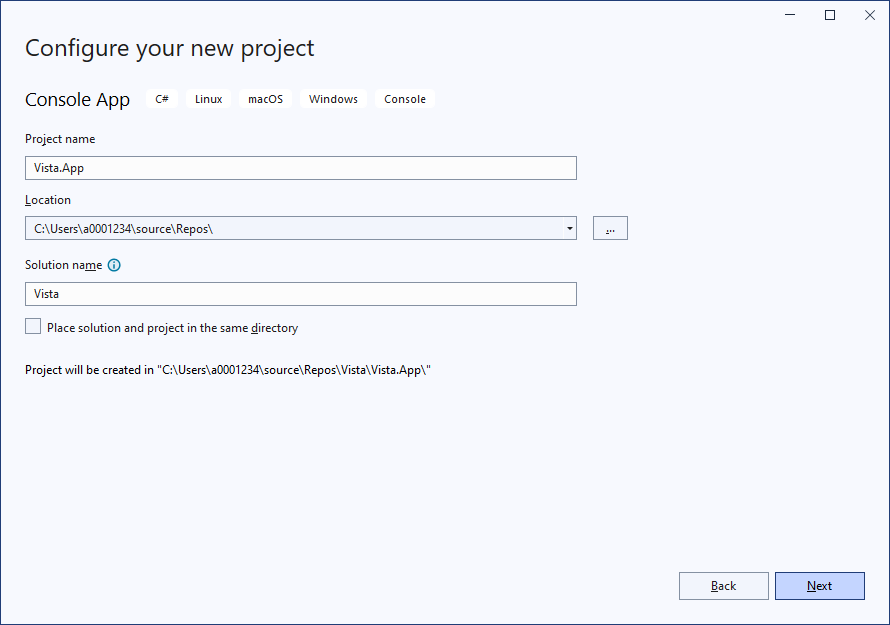 Configure your new project
Console App C# Linux macOS Windows Console
Project name
Vista.App
Location
C:\Users\a0001234\source\Repos\
...
Solution name
Vista
Place solution and project in the same directory
Project will be created in "C:\Users\a0001234\source\Repos\Vista\Vista.App\"
Back Next